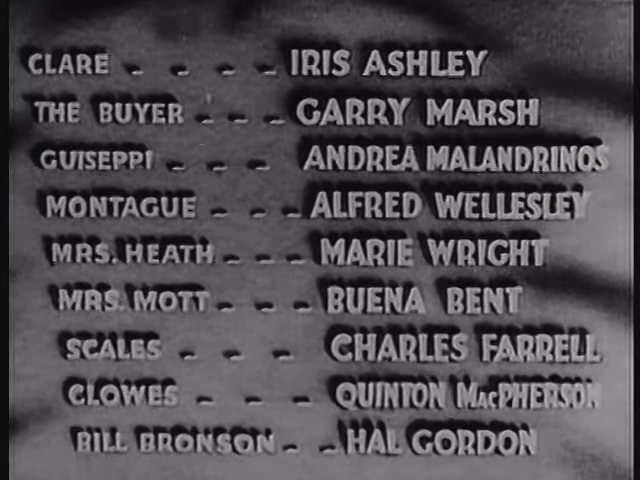 CLARE - - - - IRIS ASHLEY
THE BUYER - - - GARRY MARSH
GUISEPPI - - - ANDREA MALANDRINOS
MONTAGUE - - - ALFRED WELLESLEY
MRS. HEATH - - - MARIE WRIGHT
MRS. MOTT - - - BUENA BENT
SCALES - - - CHARLES FARRELL
CLOWES - - - QUINTON MacPHERSON
BILL BRONSON - - HAL GORDON